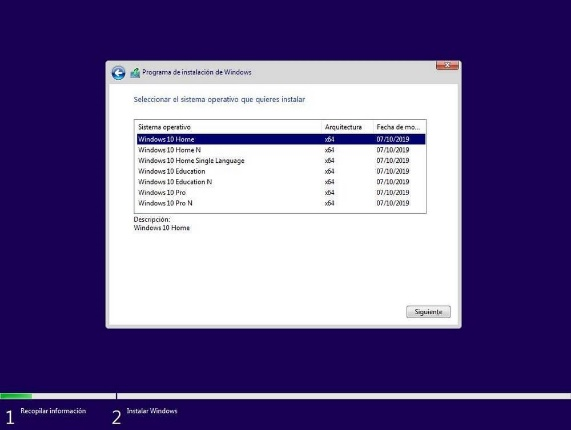 Programa de instalación de Windows
Seleccionar el sistema operativo que quieres instalar
Sistema operativo Arquitectura Fecha de mo...
Windows 10 Home x64 07/10/2019
Windows 10 Home N x64 07/10/2019
Windows 10 Home Single Language x64 07/10/2019
Windows 10 Education x64 07/10/2019
Windows 10 Education N x64 07/10/2019
Windows 10 Pro x64 07/10/2019
Windows 10 Pro N x64 07/10/2019
Descripción:
Windows 10 Home
Siguiente
1 Recopilar información 2 Instalar Windows